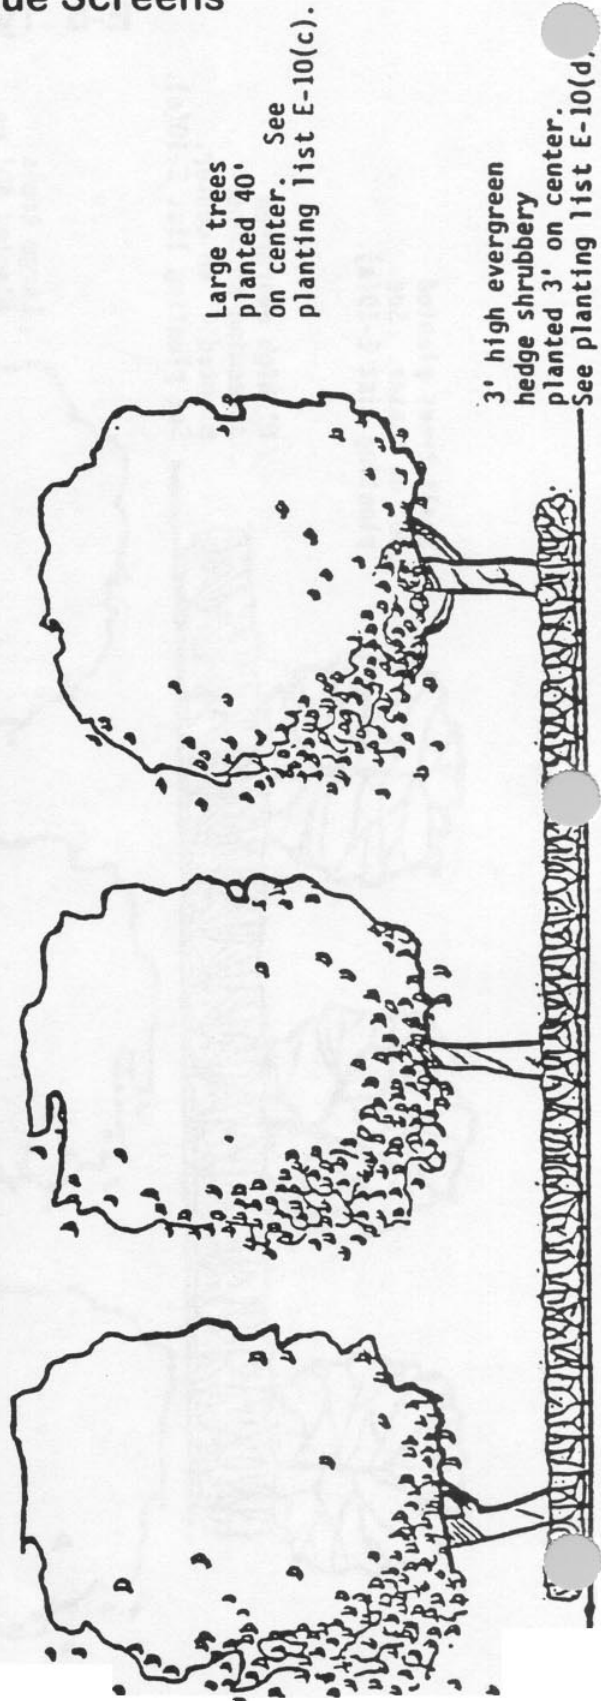 Screens
Large trees
planted 40'
on center. See
planting list E-10(c).
3' high evergreen
hedge shrubbery
planted 3' on center.
See planting list E-10(d